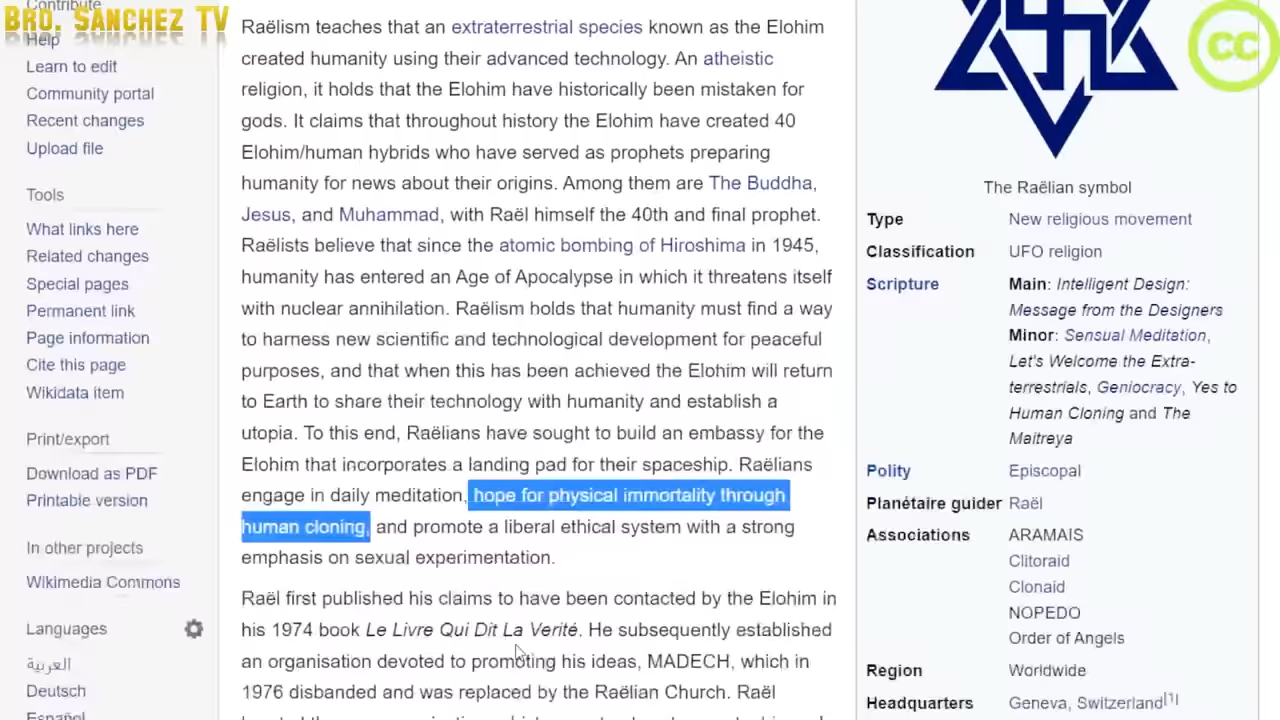 Contribute
BRO. SANCHEZ TV
Help
Learn to edit
Community portal
Recent changes
Upload file
Tools
What links here
Related changes
Special pages
Permanent link
Page information
Cite this page
Wikidata item
Print/export
Download as PDF
Printable version
In other projects
Wikimedia Commons
Languages
العربية
Deutsch
Español
Raëlism teaches that an extraterrestrial species known as the Elohim
created humanity using their advanced technology. An atheistic
religion, it holds that the Elohim have historically been mistaken for
gods. It claims that throughout history the Elohim have created 40
Elohim/human hybrids who have served as prophets preparing
humanity for news about their origins. Among them are The Buddha,
Jesus, and Muhammad, with Raël himself the 40th and final prophet.
Raëlists believe that since the atomic bombing of Hiroshima in 1945,
humanity has entered an Age of Apocalypse in which it threatens itself
with nuclear annihilation. Raëlism holds that humanity must find a way
to harness new scientific and technological development for peaceful
purposes, and that when this has been achieved the Elohim will return
to Earth to share their technology with humanity and establish a
utopia. To this end, Raëlians have sought to build an embassy for the
Elohim that incorporates a landing pad for their spaceship. Raëlians
engage in daily meditation, hope for physical immortality through
human cloning, and promote a liberal ethical system with a strong
emphasis on sexual experimentation.
Raël first published his claims to have been contacted by the Elohim in
his 1974 book Le Livre Qui Dit La Verité. He subsequently established
an organisation devoted to promoting his ideas, MADECH, which in
1976 disbanded and was replaced by the Raëlian Church. Raël
cc
The Raëlian symbol
Type New religious movement
Classification UFO religion
Scripture Main: Intelligent Design:
Message from the Designers
Minor: Sensual Meditation,
Let's Welcome the Extra-
terrestrials, Geniocracy, Yes to
Human Cloning and The
Maitreya
Polity Episcopal
Planétaire guider Raël
Associations ARAMAIS
Clitoraid
Clonaid
NOPEDO
Order of Angels
Region Worldwide
Headquarters Geneva, Switzerland[1]